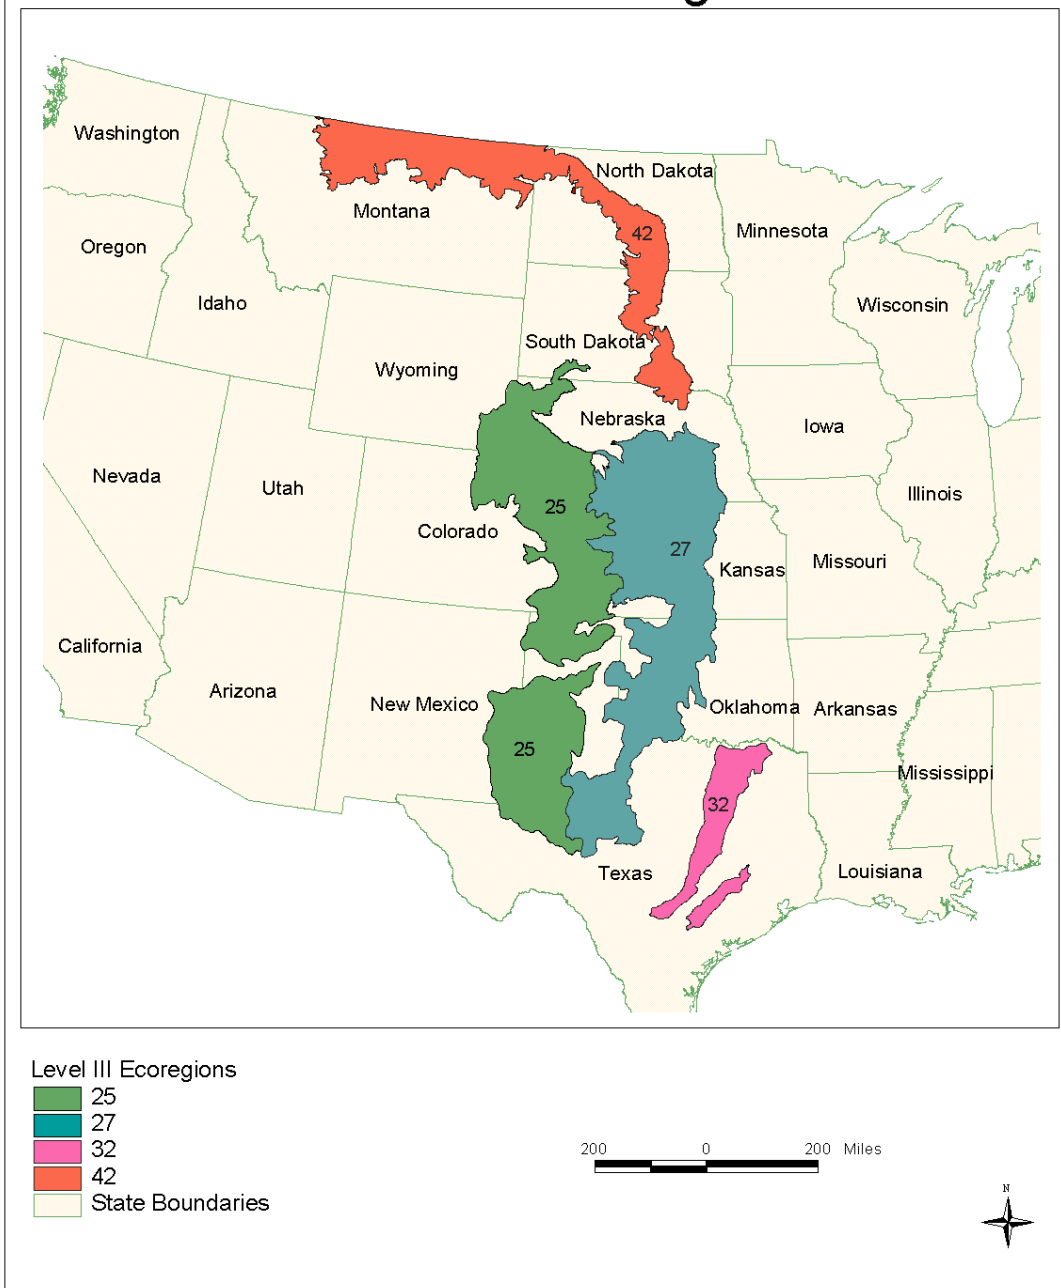 Washington
North Dakota
Montana
Minnesota
42
Oregon
Idaho
Wisconsin
South Dakota
Wyoming
Nebraska
Iowa
Nevada
Utah
Illinois
25
Colorado
27
Missouri
Kansas
California
Arizona
New Mexico
Oklahoma
Arkansas
25
Mississippi
32
Texas
Louisiana
Level III Ecoregions
25
27
32
42
State Boundaries
200 0 200 Miles
N